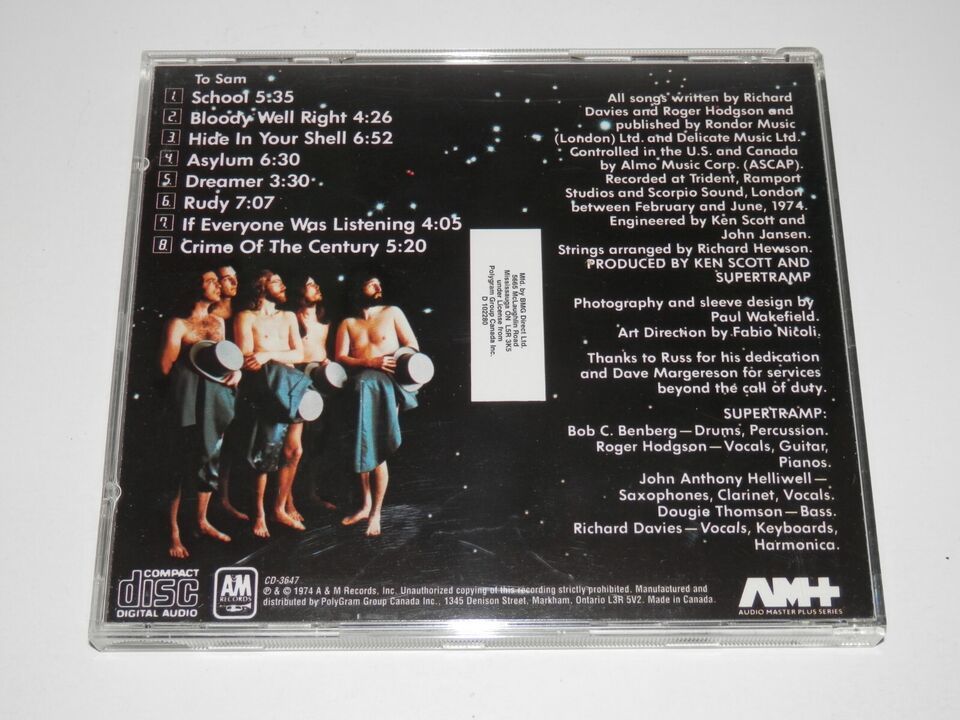 To Sam
1. School 5:35
2. Bloody Well Right 4:26
3. Hide In Your Shell 6:52
4. Asylum 6:30
5. Dreamer 3:30
6. Rudy 7:07
7. If Everyone Was Listening 4:05
8. Crime Of The Century 5:20
All songs written by Richard
Davies and Roger Hodgson and
published by Rondor Music
(London) Ltd. and Delicate Music Ltd.
Controlled in the U.S. and Canada
by Almo Music Corp. (ASCAP).
Recorded at Trident, Ramport
Studios and Scorpio Sound, London
between February and June, 1974.
Engineered by Ken Scott and
John Jansen.
Strings arranged by Richard Hewson.
PRODUCED BY KEN SCOTT AND
SUPERTRAMP
Photography and sleeve design by
Paul Wakefield.
Art Direction by Fabio Nicoli.
Thanks to Russ for his dedication
and Dave Margereson for services
beyond the call of duty.
SUPERTRAMP:
Bob C. Benberg—Drums, Percussion.
Roger Hodgson—Vocals, Guitar,
Pianos.
John Anthony Helliwell—
Saxophones, Clarinet, Vocals.
Dougie Thomson—Bass.
Richard Davies—Vocals, Keyboards,
Harmonica.
Mfd. by BMG Direct Ltd.
5665 McLaughlin Road
Mississauga ON L5R 3K5
under License from
Polygram Group Canada Inc.
D 102280
COMPACT
disc
DIGITAL AUDIO
A&M
RECORDS
CD-3647
℗ & © 1974 A & M Records, Inc. Unauthorized copying of this recording strictly prohibited. Manufactured and
distributed by PolyGram Group Canada Inc., 1345 Denison Street, Markham, Ontario L3R 5V2. Made in Canada.
AM+
AUDIO MASTER PLUS SERIES